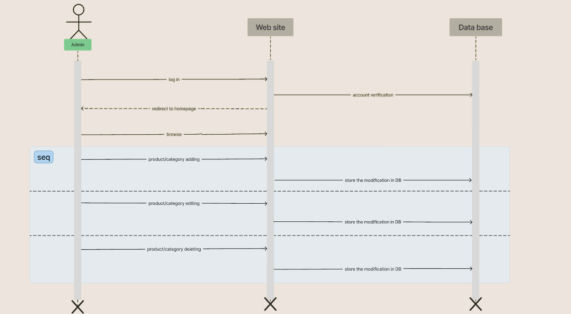 Web site
Data base
Admin
log in
account verification
redirect to homepage
browse
seq
product/category adding
store the modification in DB
product/category editing
store the modification in DB
product/category deleting
store the modification in DB